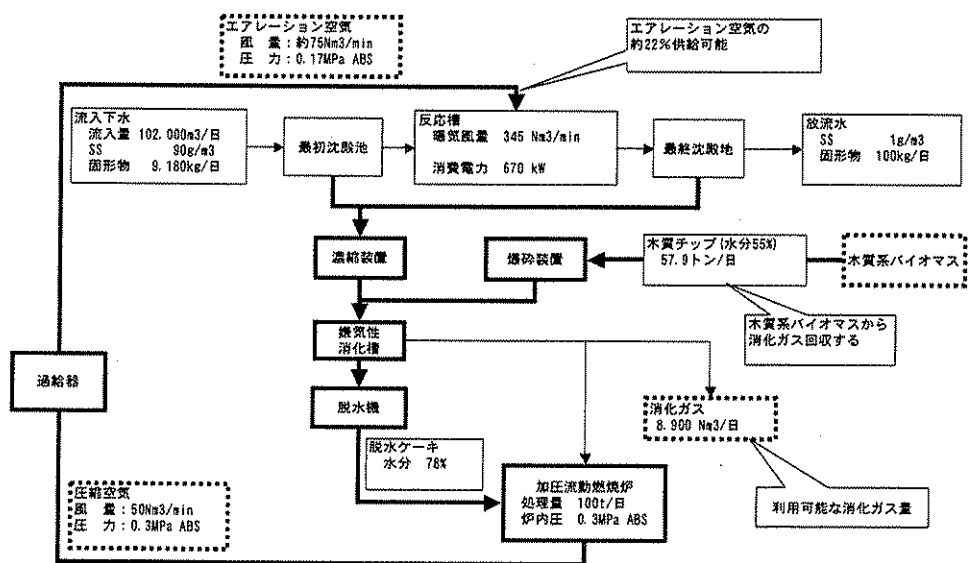 エアレーション空気
風 量：約75Nm3/min
圧 力：0.17MPa ABS
エアレーション空気の
約22％供給可能
流入下水
流入量 102.000m3/日
SS 90g/m3
固形物 9.180kg/日
最初沈殿池
反応槽
曝気風量 345 Nm3/min
消費電力 670 kW
最終沈殿地
放流水
SS 1g/m3
固形物 100kg/日
濃縮装置
爆砕装置
木質チップ(水分55%)
57.9トン/日
木質系バイオマス
木質系バイオマスから
消化ガス回収する
嫌気性
消化槽
過給器
脱水機
消化ガス
8.900 Nm3/日
脱水ケーキ
水分 78%
加圧流動燃焼炉
処理量 100t/日
炉内圧 0.3MPa ABS
利用可能な消化ガス量
圧縮空気
風 量：50Nm3/min
圧 力：0.3MPa ABS